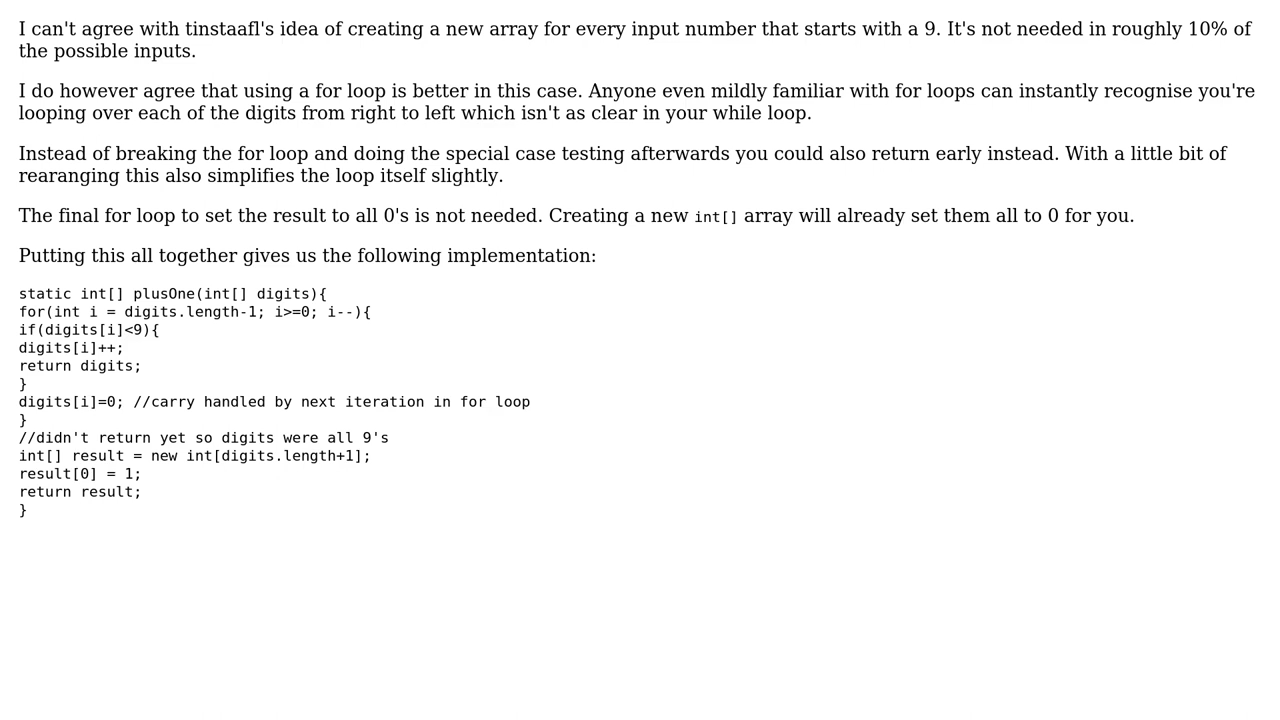 I can't agree with tinstaafl's idea of creating a new array for every input number that starts with a 9. It's not needed in roughly 10% of
the possible inputs.
I do however agree that using a for loop is better in this case. Anyone even mildly familiar with for loops can instantly recognise you're
looping over each of the digits from right to left which isn't as clear in your while loop.
Instead of breaking the for loop and doing the special case testing afterwards you could also return early instead. With a little bit of
rearanging this also simplifies the loop itself slightly.
The final for loop to set the result to all 0's is not needed. Creating a new int[] array will already set them all to 0 for you.
Putting this all together gives us the following implementation:
static int[] plusOne(int[] digits){
for(int i = digits.length-1; i>=0; i--){
if(digits[i]<9){
digits[i]++;
return digits;
}
digits[i]=0; //carry handled by next iteration in for loop
}
//didn't return yet so digits were all 9's
int[] result = new int[digits.length+1];
result[0] = 1;
return result;
}